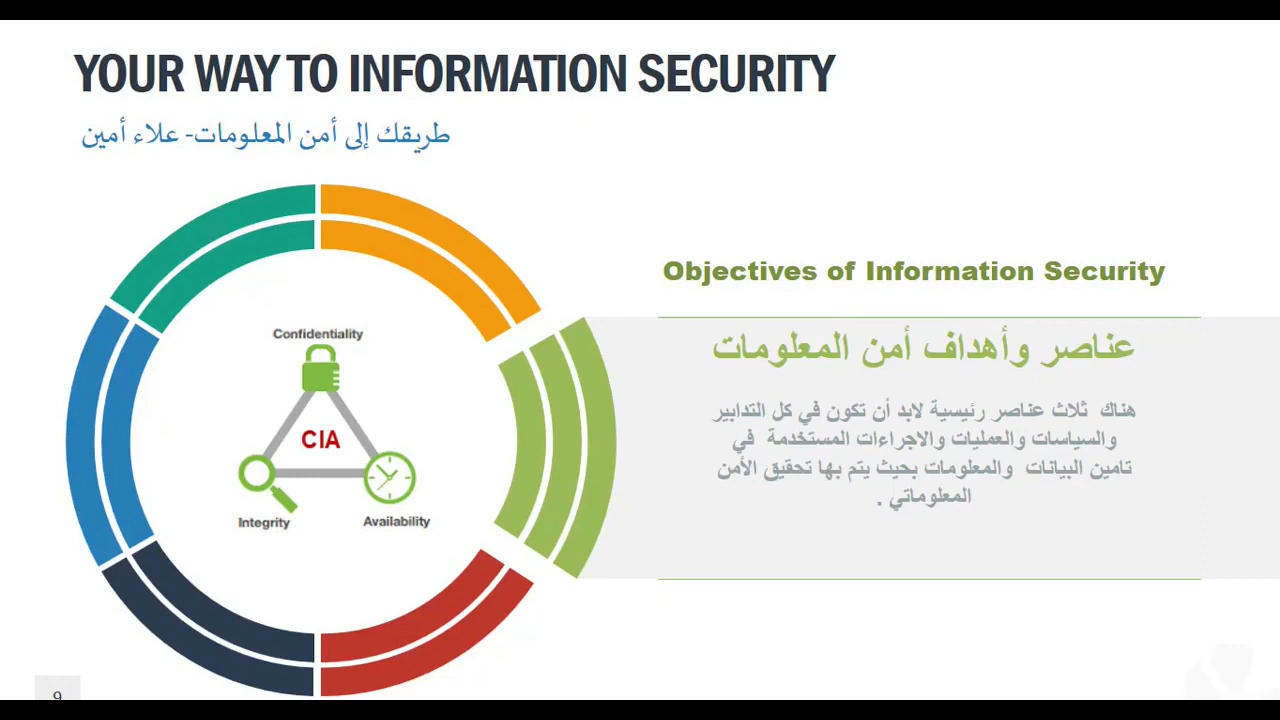 YOUR WAY TO INFORMATION SECURITY
طريقك إلى أمن المعلومات- علاء أمين
Objectives of Information Security
عناصر وأهداف أمن المعلومات
هناك ثلاث عناصر رئيسية لابد أن تكون في كل التدابير
والسياسات والعمليات والاجراءات المستخدمة في
تامين البيانات والمعلومات بحيث يتم بها تحقيق الأمن
المعلوماتي .
Confidentiality
CIA
Integrity
Availability
9